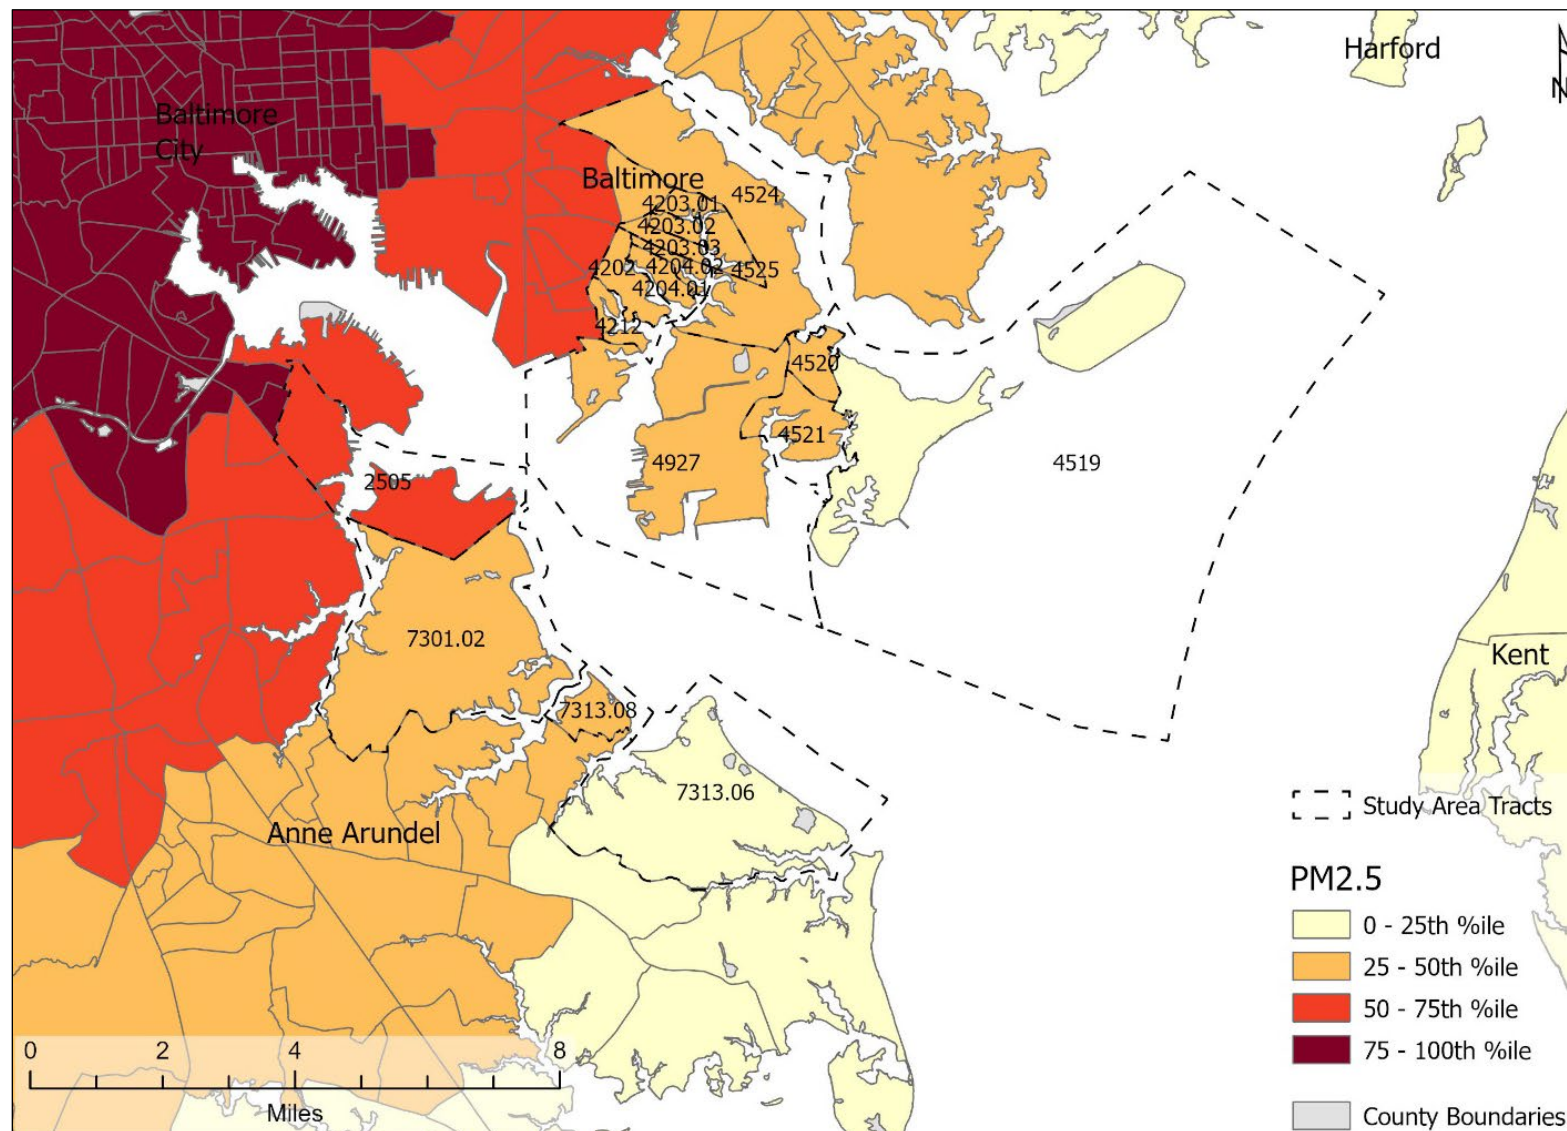 Harford
N
Baltimore
City
Baltimore
4524
4203.01
4203.02
4203.03
4202
4204.02
4525
4204.01
4212
4520
4521
4927
4519
2505
7301.02
Kent
7313.08
7313.06
Anne Arundel
Study Area Tracts
PM2.5
0 - 25th %ile
25 - 50th %ile
50 - 75th %ile
75 - 100th %ile
County Boundaries
0 2 4 8
Miles